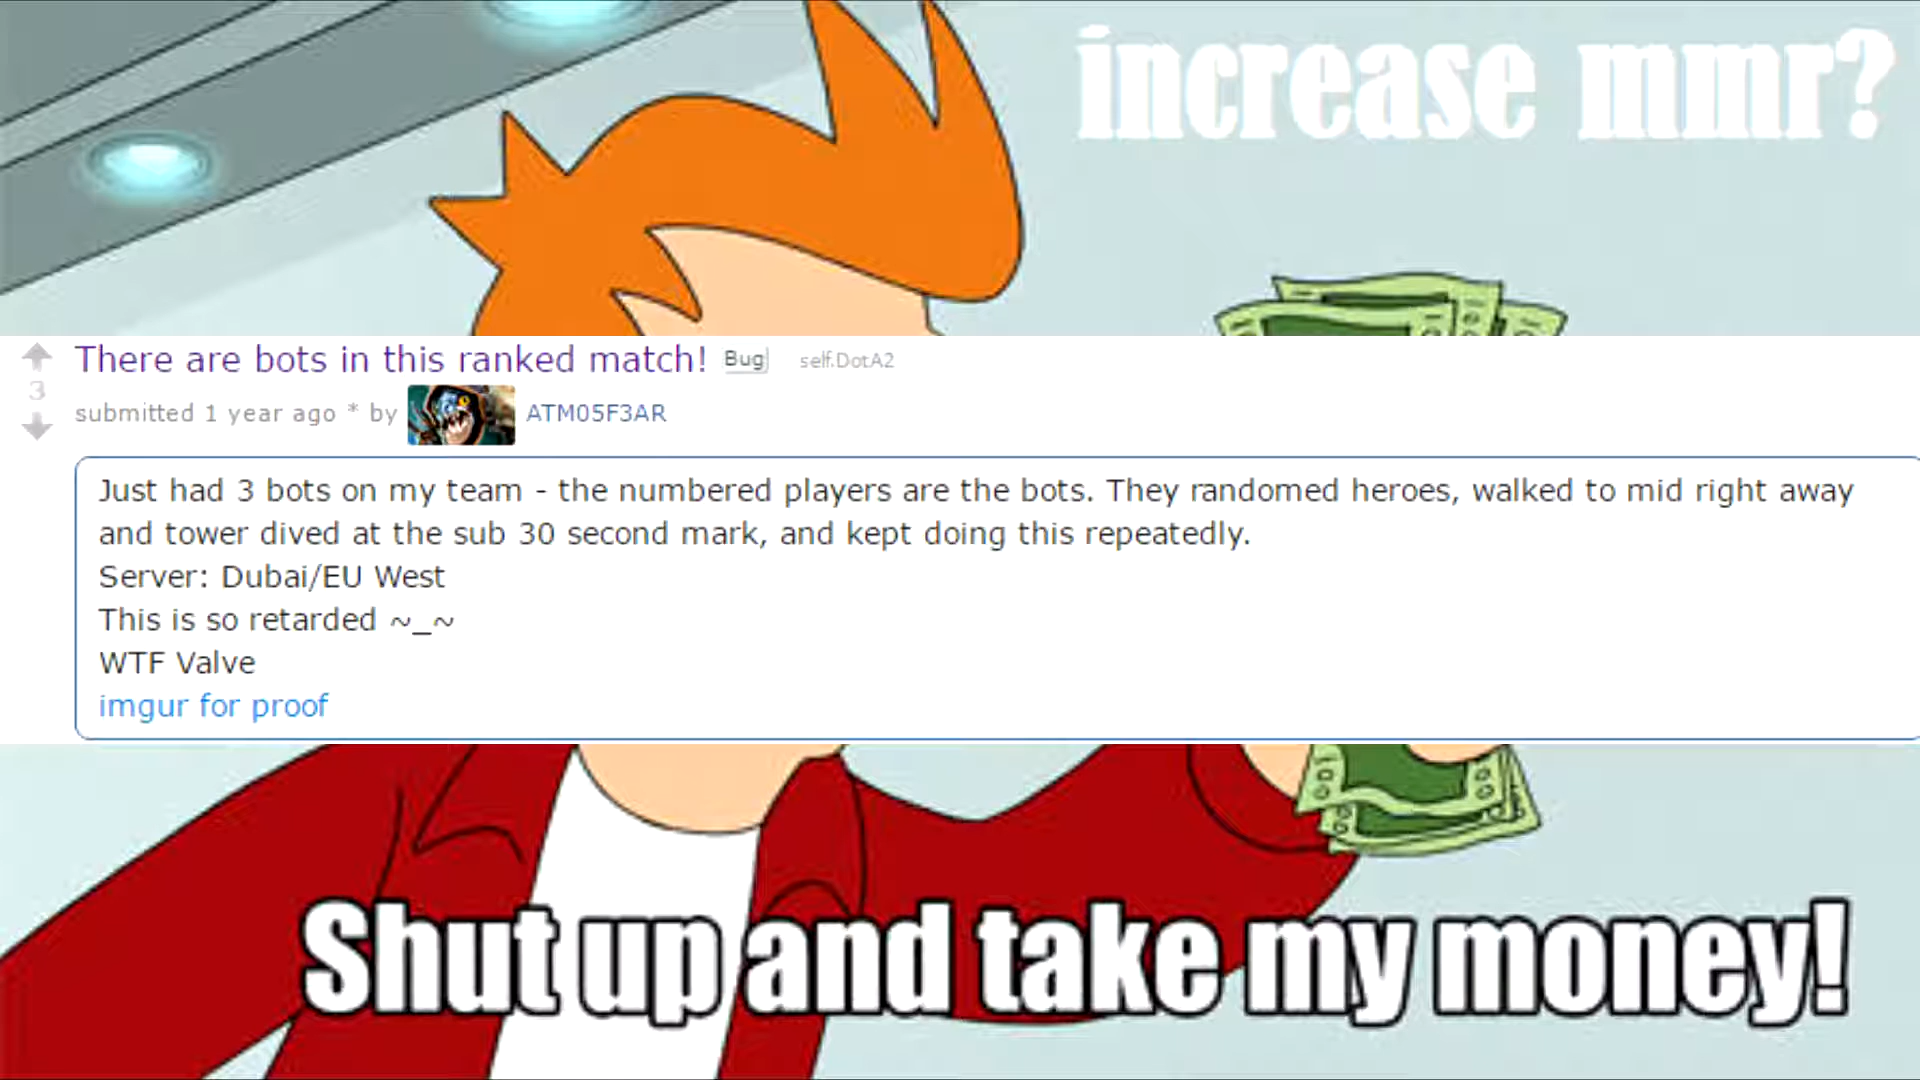 increase mmr?
There are bots in this ranked match! Bug self.DotA2
3
submitted 1 year ago * by ATM05F3AR
Just had 3 bots on my team - the numbered players are the bots. They randomed heroes, walked to mid right away
and tower dived at the sub 30 second mark, and kept doing this repeatedly.
Server: Dubai/EU West
This is so retarded ~_~
WTF Valve
imgur for proof
Shut up and take my money!